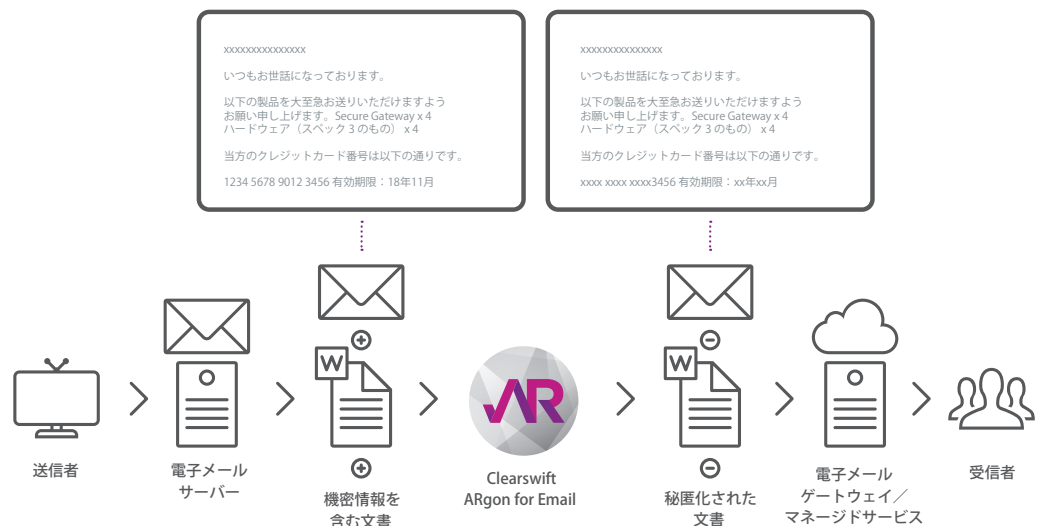 xxxxxxxxxxxxxxx
いつもお世話になっております。
以下の製品を大至急お送りいただけますよう
お願い申し上げます。Secure Gateway x 4
ハードウェア（スペック 3 のもの） x 4
当方のクレジットカード番号は以下の通りです。
1234 5678 9012 3456 有効期限：18年11月
xxxxxxxxxxxxxxx
いつもお世話になっております。
以下の製品を大至急お送りいただけますよう
お願い申し上げます。Secure Gateway x 4
ハードウェア（スペック 3 のもの） x 4
当方のクレジットカード番号は以下の通りです。
xxxx xxxx xxxx3456 有効期限：xx年xx月
W
AR
W
送信者
電子メール
サーバー
機密情報を
含む文書
Clearswift
ARgon for Email
秘匿化された
文書
電子メール
ゲートウェイ／
マネージドサービス
受信者